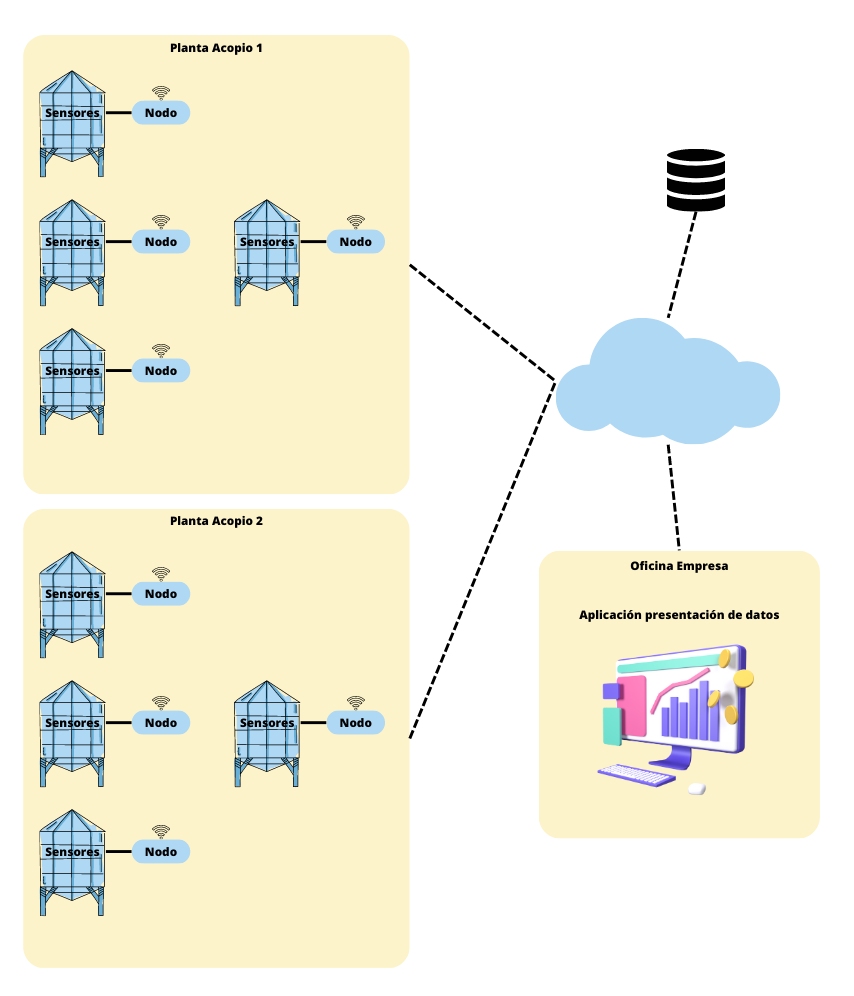 Planta Acopio 1
Sensores Nodo
Sensores Nodo Sensores Nodo
Sensores Nodo
Planta Acopio 2
Sensores Nodo
Sensores Nodo Sensores Nodo
Sensores Nodo
Oficina Empresa
Aplicación presentación de datos